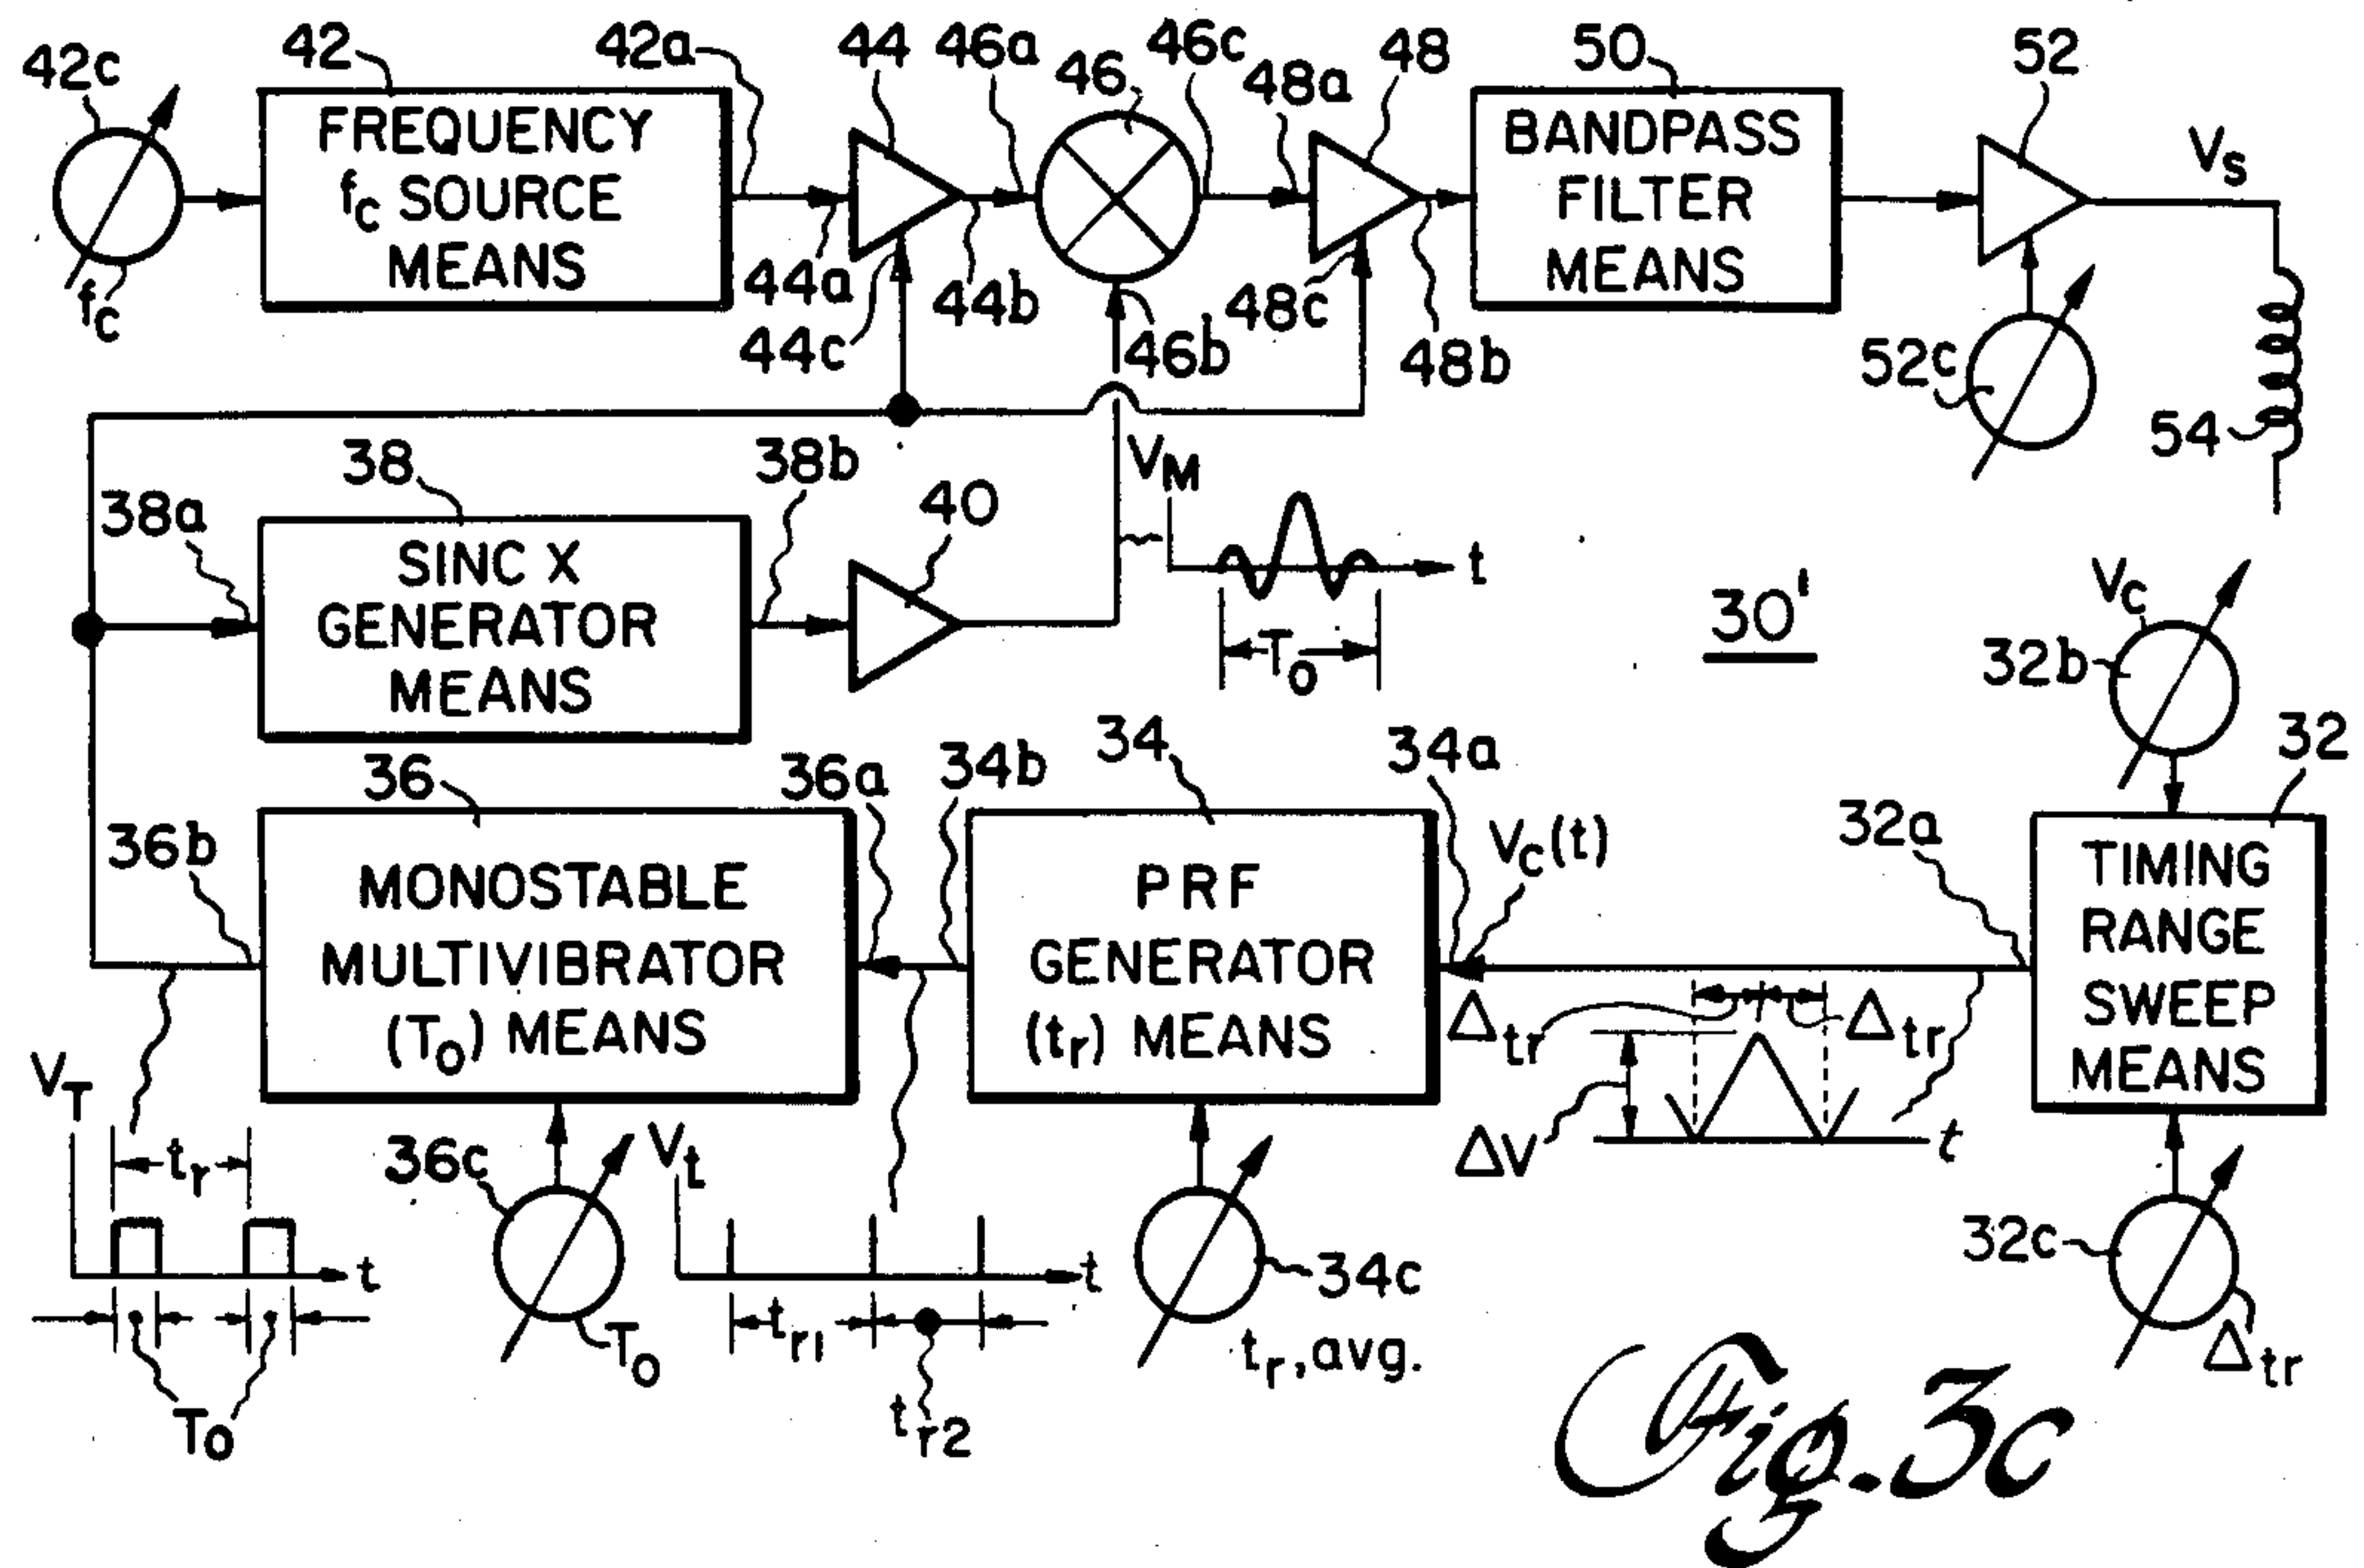 42c
42
42a
44
46a
46
46c
48a
48
50
52
FREQUENCY
fc SOURCE
MEANS
BANDPASS
FILTER
MEANS
Vs
fc
44a
44c
44b
46b
48c
48b
52c
54
38a
38
38b
40
VM
t
To
SINC X
GENERATOR
MEANS
30'
Vc
32b
32
36b
36
36a
34b
34
34a
Vc(t)
32a
MONOSTABLE
MULTIVIBRATOR
(To) MEANS
PRF
GENERATOR
(tr) MEANS
TIMING
RANGE
SWEEP
MEANS
Δtr
Δtr
ΔV
t
VT
tr
t
To
36c
To
Vt
t
tr1
tr2
34c
tr, avg.
32c
Δtr
Fig. 3c